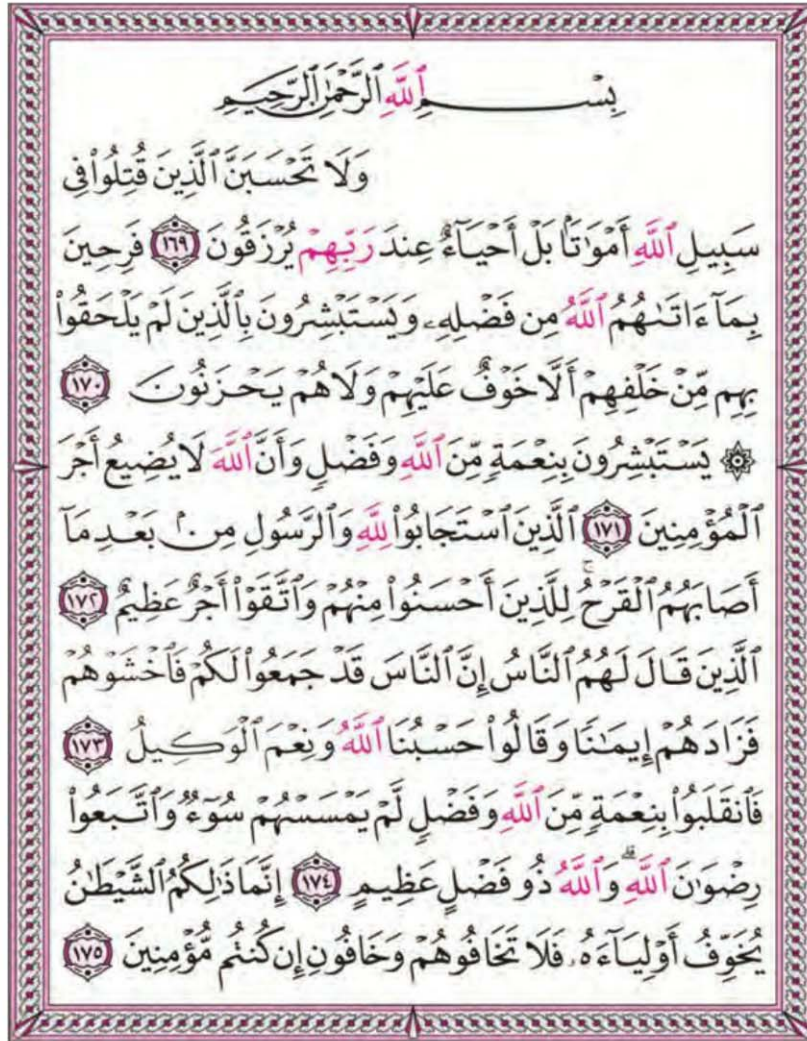 بِسْمِ ٱللَّهِ ٱلرَّحْمَٰنِ ٱلرَّحِيمِ
وَلَا تَحْسَبَنَّ ٱلَّذِينَ قُتِلُوا۟ فِى
سَبِيلِ ٱللَّهِ أَمْوَٰتًۢا بَلْ أَحْيَآءٌ عِندَ رَبِّهِمْ يُرْزَقُونَ ١٦٩ فَرِحِينَ
بِمَآ ءَاتَىٰهُمُ ٱللَّهُ مِن فَضْلِهِۦ وَيَسْتَبْشِرُونَ بِٱلَّذِينَ لَمْ يَلْحَقُوا۟
بِهِم مِّنْ خَلْفِهِمْ أَلَّا خَوْفٌ عَلَيْهِمْ وَلَا هُمْ يَحْزَنُونَ ١٧٠
۞ يَسْتَبْشِرُونَ بِنِعْمَةٍ مِّنَ ٱللَّهِ وَفَضْلٍ وَأَنَّ ٱللَّهَ لَا يُضِيعُ أَجْرَ
ٱلْمُؤْمِنِينَ ١٧١ ٱلَّذِينَ ٱسْتَجَابُوا۟ لِلَّهِ وَٱلرَّسُولِ مِنۢ بَعْدِ مَآ
أَصَابَهُمُ ٱلْقَرْحُ ۚ لِلَّذِينَ أَحْسَنُوا۟ مِنْهُمْ وَٱتَّقَوْا۟ أَجْرٌ عَظِيمٌ ١٧٢
ٱلَّذِينَ قَالَ لَهُمُ ٱلنَّاسُ إِنَّ ٱلنَّاسَ قَدْ جَمَعُوا۟ لَكُمْ فَٱخْشَوْهُمْ
فَزَادَهُمْ إِيمَٰنًا وَقَالُوا۟ حَسْبُنَا ٱللَّهُ وَنِعْمَ ٱلْوَكِيلُ ١٧٣
فَٱنقَلَبُوا۟ بِنِعْمَةٍ مِّنَ ٱللَّهِ وَفَضْلٍ لَّمْ يَمْسَسْهُمْ سُوٓءٌ وَٱتَّبَعُوا۟
رِضْوَٰنَ ٱللَّهِ ۗ وَٱللَّهُ ذُو فَضْلٍ عَظِيمٍ ١٧٤ إِنَّمَا ذَٰلِكُمُ ٱلشَّيْطَٰنُ
يُخَوِّفُ أَوْلِيَآءَهُۥ فَلَا تَخَافُوهُمْ وَخَافُونِ إِن كُنتُم مُّؤْمِنِينَ ١٧٥